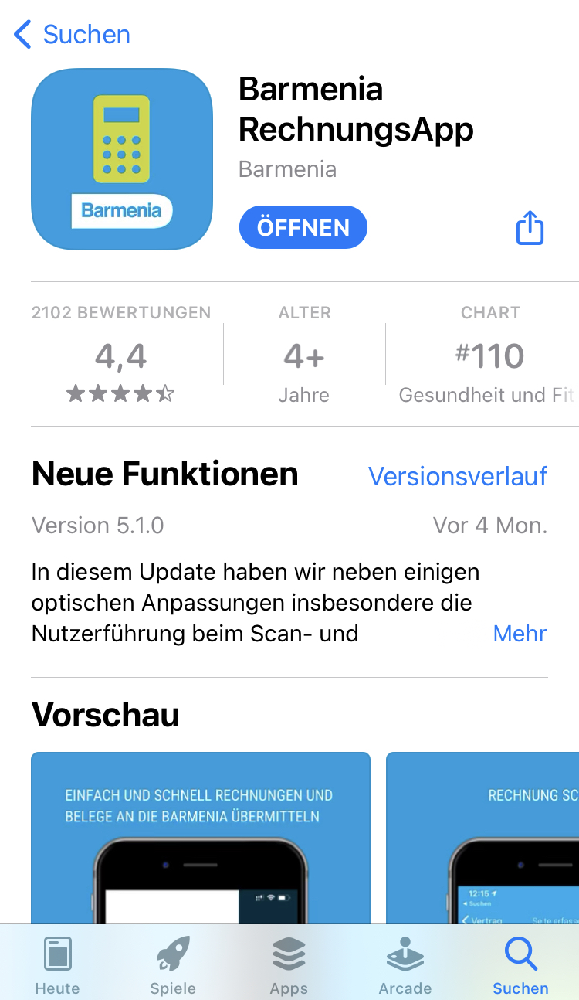 Suchen
Barmenia
Barmenia
RechnungsApp
Barmenia
ÖFFNEN
2102 BEWERTUNGEN
ALTER
CHART
4,4
4+
#110
Jahre
Gesundheit und Fit
Neue Funktionen
Versionsverlauf
Version 5.1.0
Vor 4 Mon.
In diesem Update haben wir neben einigen
optischen Anpassungen insbesondere die
Nutzerführung beim Scan- und
Mehr
Vorschau
EINFACH UND SCHNELL RECHNUNGEN UND
BELEGE AN DIE BARMENIA ÜBERMITTELN
RECHNUNG SC
12:15
Suchen
Vertrag
Seite erfass
Heute
Spiele
Apps
Arcade
Suchen